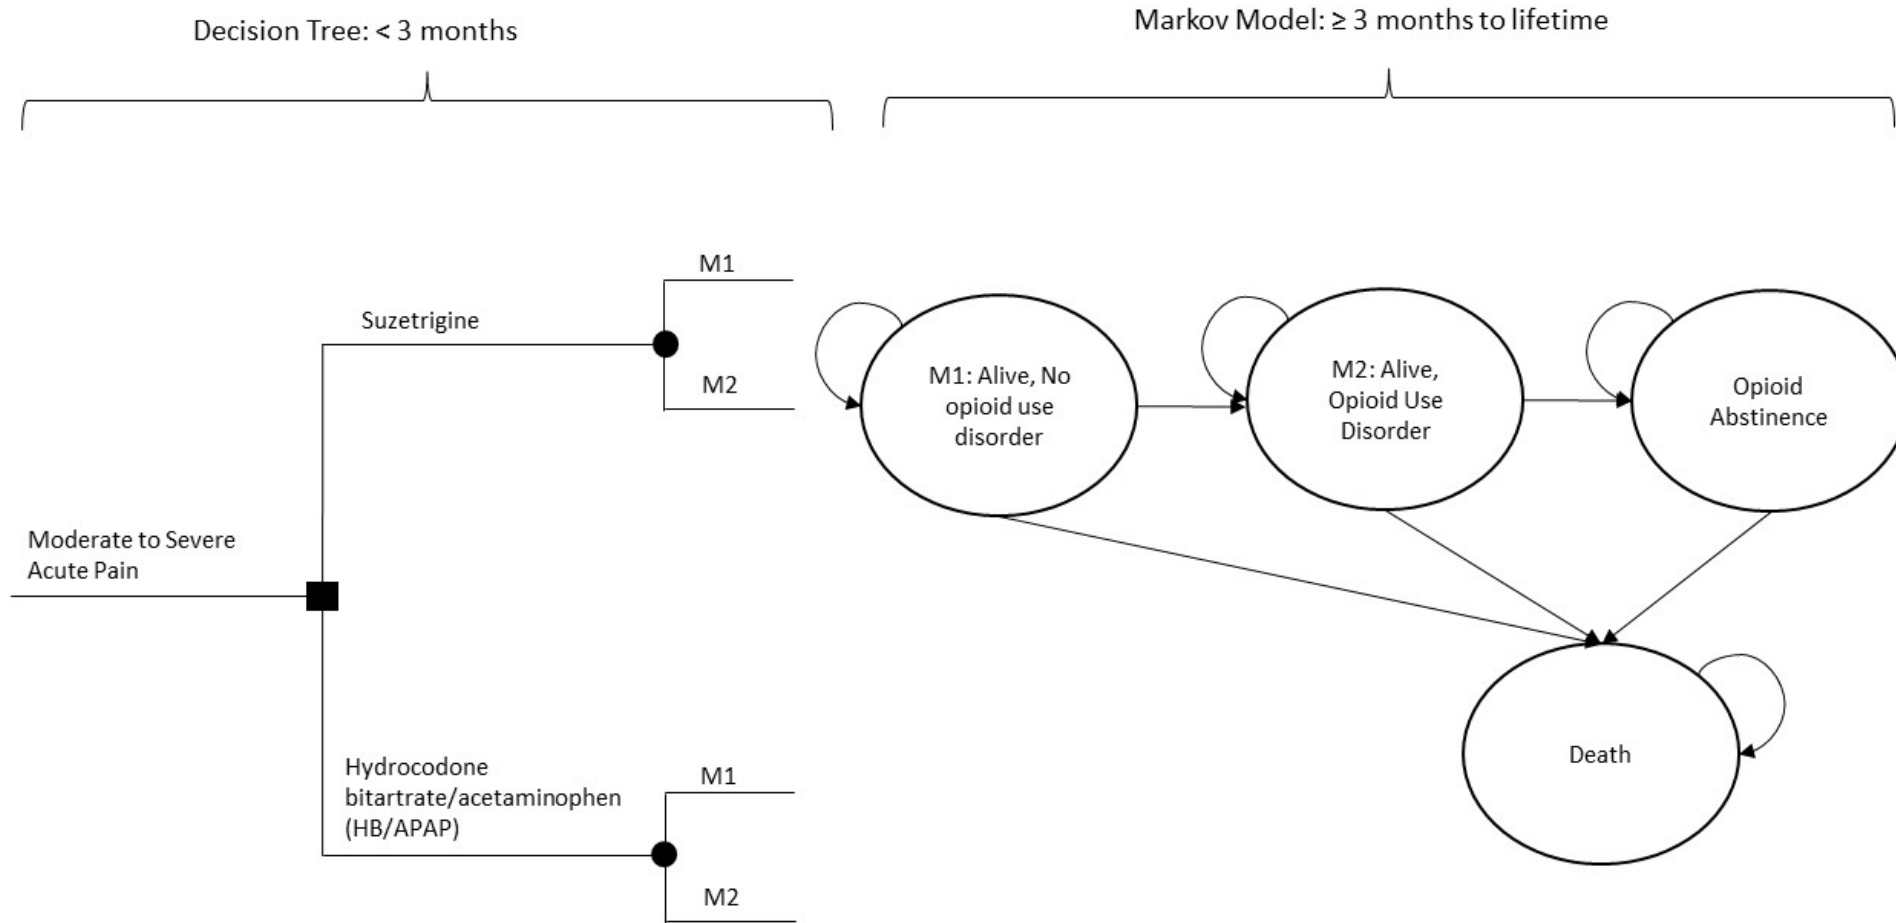 Decision Tree: < 3 months
Markov Model: ≥ 3 months to lifetime
M1
Suzetrigine
M2
Moderate to Severe
Acute Pain
Hydrocodone
bitartrate/acetaminophen
(HB/APAP)
M1
M2
M1: Alive, No
opioid use
disorder
M2: Alive,
Opioid Use
Disorder
Opioid
Abstinence
Death